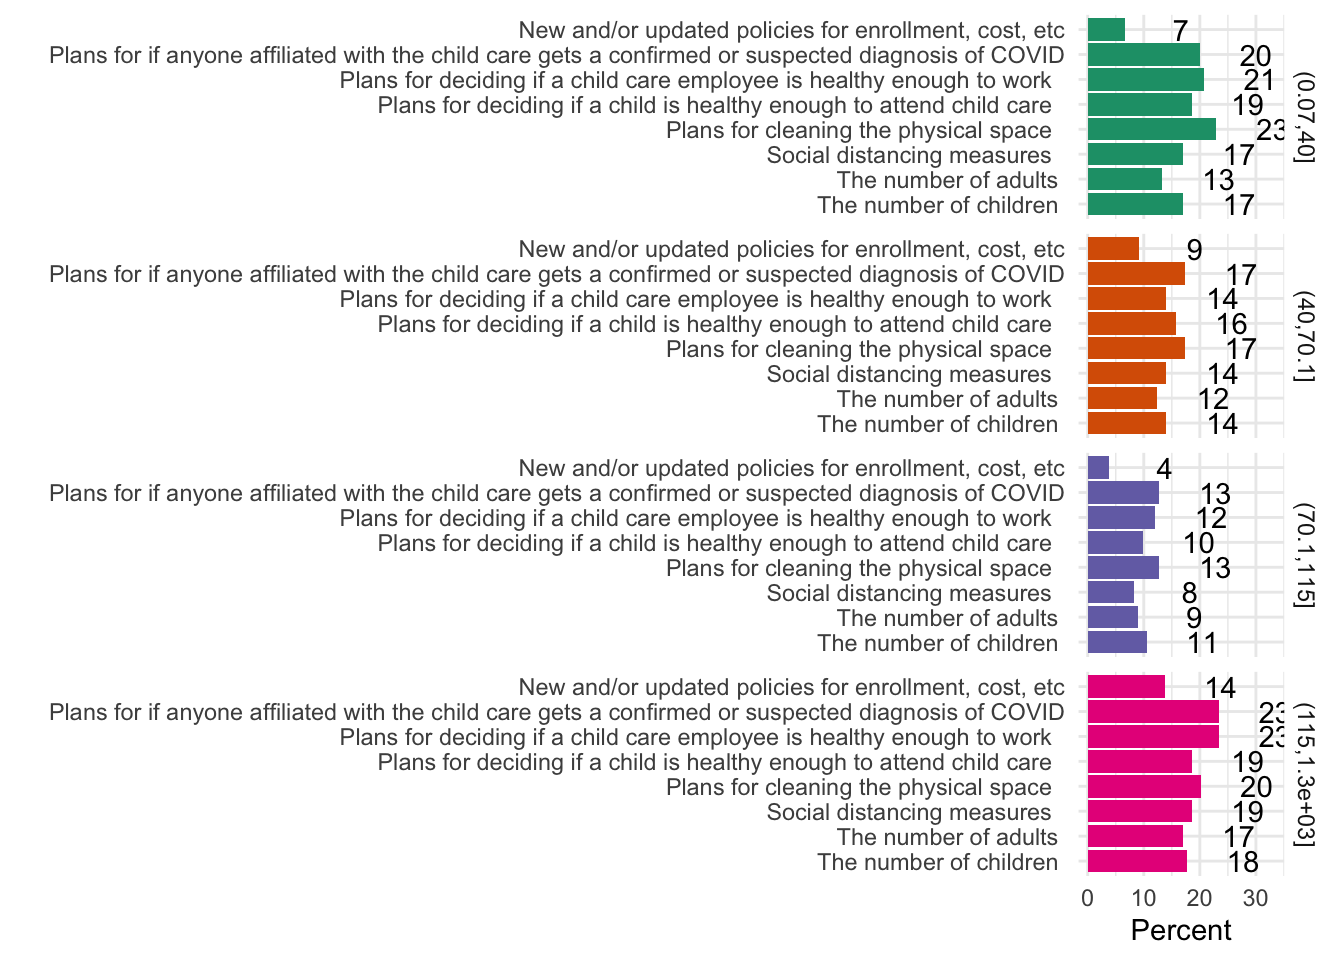 New and/or updated policies for enrollment, cost, etc 7
Plans for if anyone affiliated with the child care gets a confirmed or suspected diagnosis of COVID 20
Plans for deciding if a child care employee is healthy enough to work 21
Plans for deciding if a child is healthy enough to attend child care 19
Plans for cleaning the physical space 23
Social distancing measures 17
The number of adults 13
The number of children 17
(0.07,40]
New and/or updated policies for enrollment, cost, etc 9
Plans for if anyone affiliated with the child care gets a confirmed or suspected diagnosis of COVID 17
Plans for deciding if a child care employee is healthy enough to work 14
Plans for deciding if a child is healthy enough to attend child care 16
Plans for cleaning the physical space 17
Social distancing measures 14
The number of adults 12
The number of children 14
(40,70.1]
New and/or updated policies for enrollment, cost, etc 4
Plans for if anyone affiliated with the child care gets a confirmed or suspected diagnosis of COVID 13
Plans for deciding if a child care employee is healthy enough to work 12
Plans for deciding if a child is healthy enough to attend child care 10
Plans for cleaning the physical space 13
Social distancing measures 8
The number of adults 9
The number of children 11
(70.1,115]
New and/or updated policies for enrollment, cost, etc 14
Plans for if anyone affiliated with the child care gets a confirmed or suspected diagnosis of COVID 23
Plans for deciding if a child care employee is healthy enough to work 23
Plans for deciding if a child is healthy enough to attend child care 19
Plans for cleaning the physical space 20
Social distancing measures 19
The number of adults 17
The number of children 18
(115,1.3e+03]
0 10 20 30
Percent